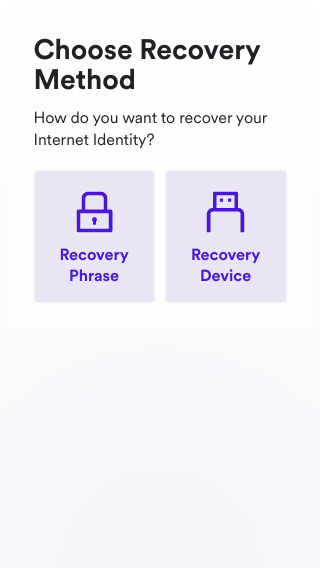 Choose Recovery
Method
How do you want to recover your
Internet Identity?
Recovery
Phrase
Recovery
Device